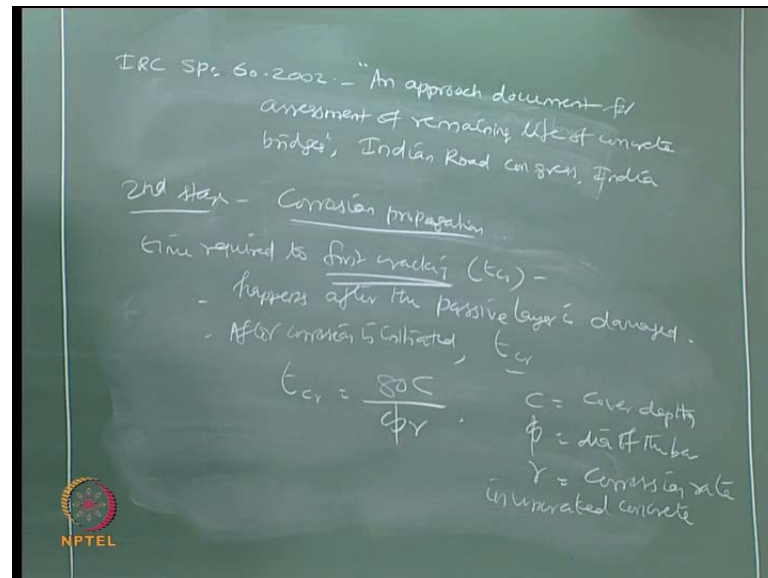 IRC SP: 60.2002 - "An approach document for
assessment of remaining life of concrete
bridges', Indian Road congress, India
2nd stage - Corrosion propagation
time required to first cracking (tcr) -
- happens after the passive layer is damaged.
- After corrosion is initiated, tcr
tcr = 80C / φr .
C = Cover depth
φ = dia of the bar
r = Corrosion rate
in uncracked concrete
NPTEL